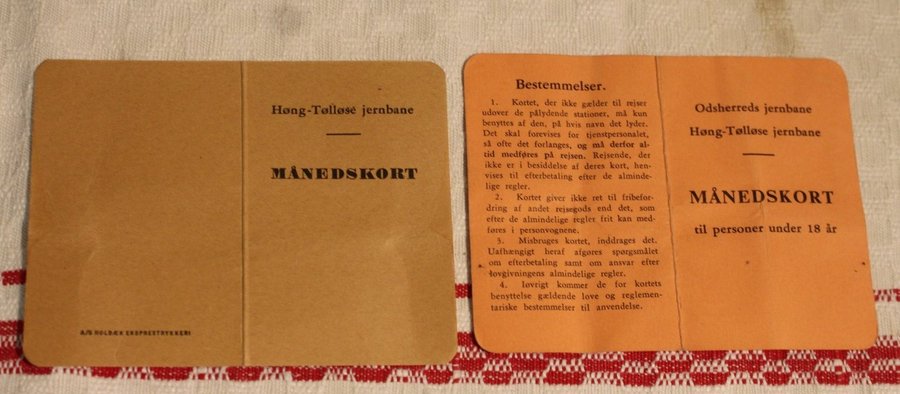 Høng-Tølløse jernbane
MÅNEDSKORT
A/S HOLBÆK EKSPRESTRYKKERI
Bestemmelser.
1. Kortet, der ikke gælder til rejser
udover de pålydende stationer, må kun
benyttes af den, på hvis navn det lyder.
Det skal forevises for tjenstpersonalet,
så ofte det forlanges, og må derfor al-
tid medføres på rejsen. Rejsende, der
ikke er i besiddelse af deres kort, hen-
vises til efterbetaling efter de alminde-
lige regler.
2. Kortet giver ikke ret til fribefor-
dring af andet rejsegods end det, som
efter de almindelige regler frit kan med-
føres i personvognene.
3. Misbruges kortet, inddrages det.
Uafhængigt heraf afgøres spørgsmålet
om efterbetaling samt om ansvar efter
lovgivningens almindelige regler.
4. Iøvrigt kommer de for kortets
benyttelse gældende love og reglemen-
tariske bestemmelser til anvendelse.
Odsherreds jernbane
Høng-Tølløse jernbane
MÅNEDSKORT
til personer under 18 år